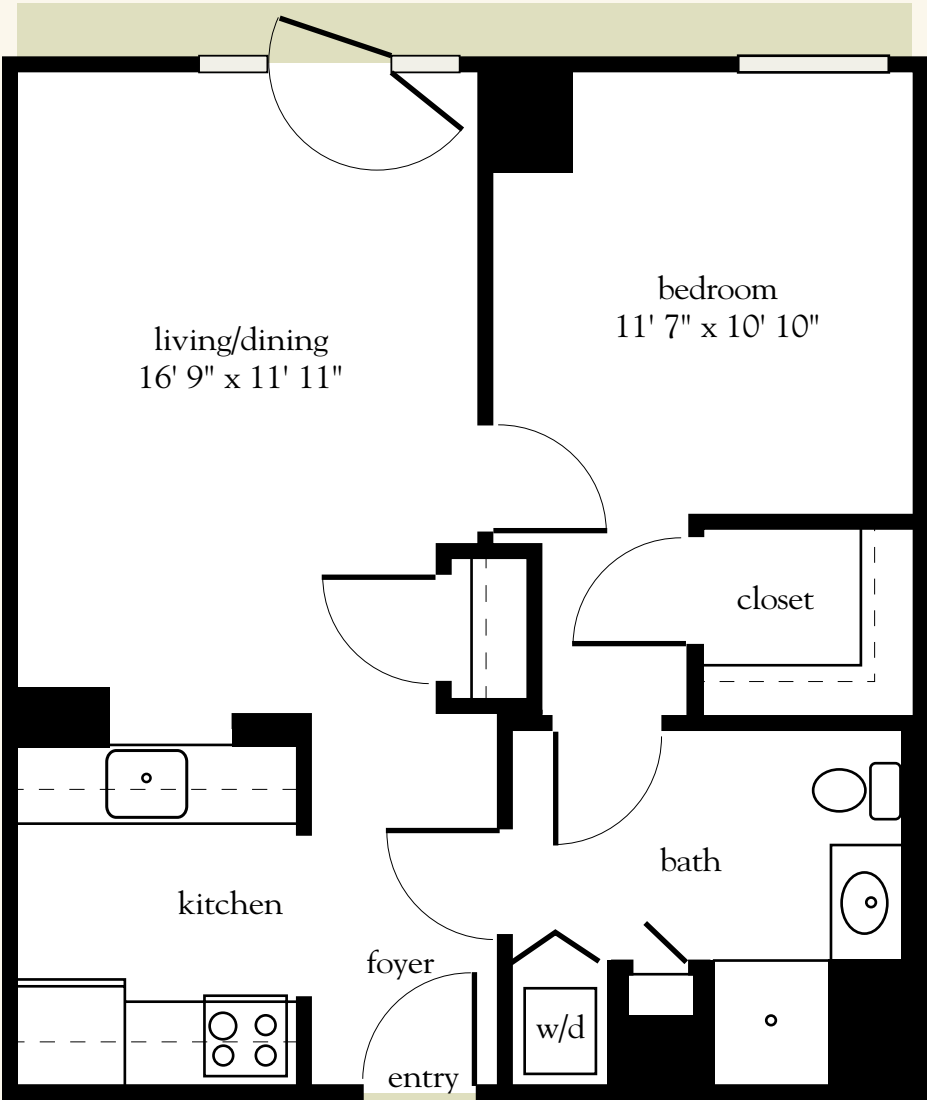 bedroom
11' 7" x 10' 10"
living/dining
16' 9" x 11' 11"
closet
bath
kitchen
foyer
w/d
entry